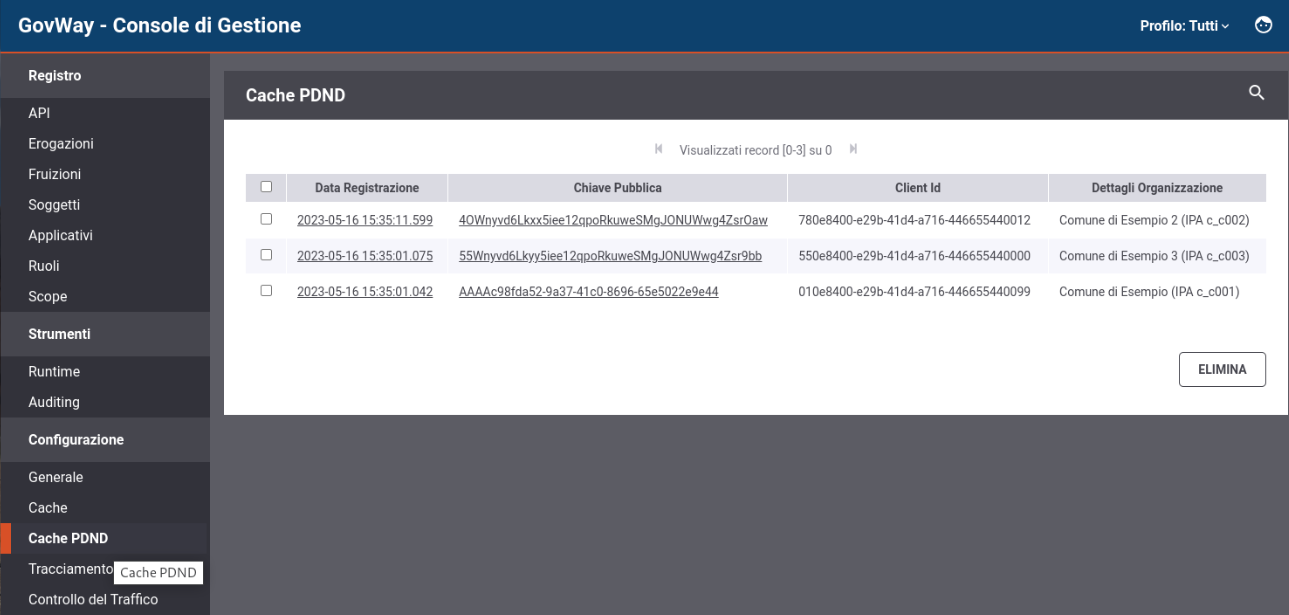 GovWay - Console di Gestione
Profilo: Tutti
Registro
API
Erogazioni
Fruizioni
Soggetti
Applicativi
Ruoli
Scope
Strumenti
Runtime
Auditing
Configurazione
Generale
Cache
Cache PDND
Tracciamento
Cache PDND
Controllo del Traffico
Cache PDND
Visualizzati record [0-3] su 0
Data Registrazione Chiave Pubblica Client Id Dettagli Organizzazione
2023-05-16 15:35:11.599 4OWnyvd6Lkxx5iee12qpoRkuweSMgJONUWwg4ZsrOaw 780e8400-e29b-41d4-a716-446655440012 Comune di Esempio 2 (IPA c_c002)
2023-05-16 15:35:01.075 55Wnyvd6Lkyy5iee12qpoRkuweSMgJONUWwg4Zsr9bb 550e8400-e29b-41d4-a716-446655440000 Comune di Esempio 3 (IPA c_c003)
2023-05-16 15:35:01.042 AAAAc98fda52-9a37-41c0-8696-65e5022e9e44 010e8400-e29b-41d4-a716-446655440099 Comune di Esempio (IPA c_c001)
ELIMINA